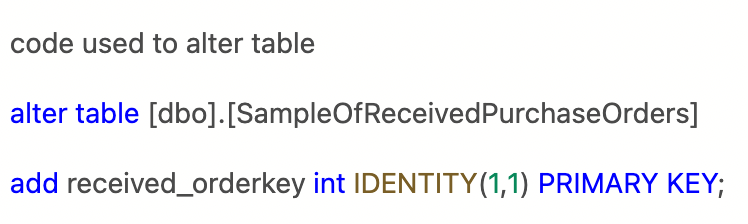 code used to alter table
alter table [dbo].[SampleOfReceivedPurchaseOrders]
add received_orderkey int IDENTITY(1,1) PRIMARY KEY;